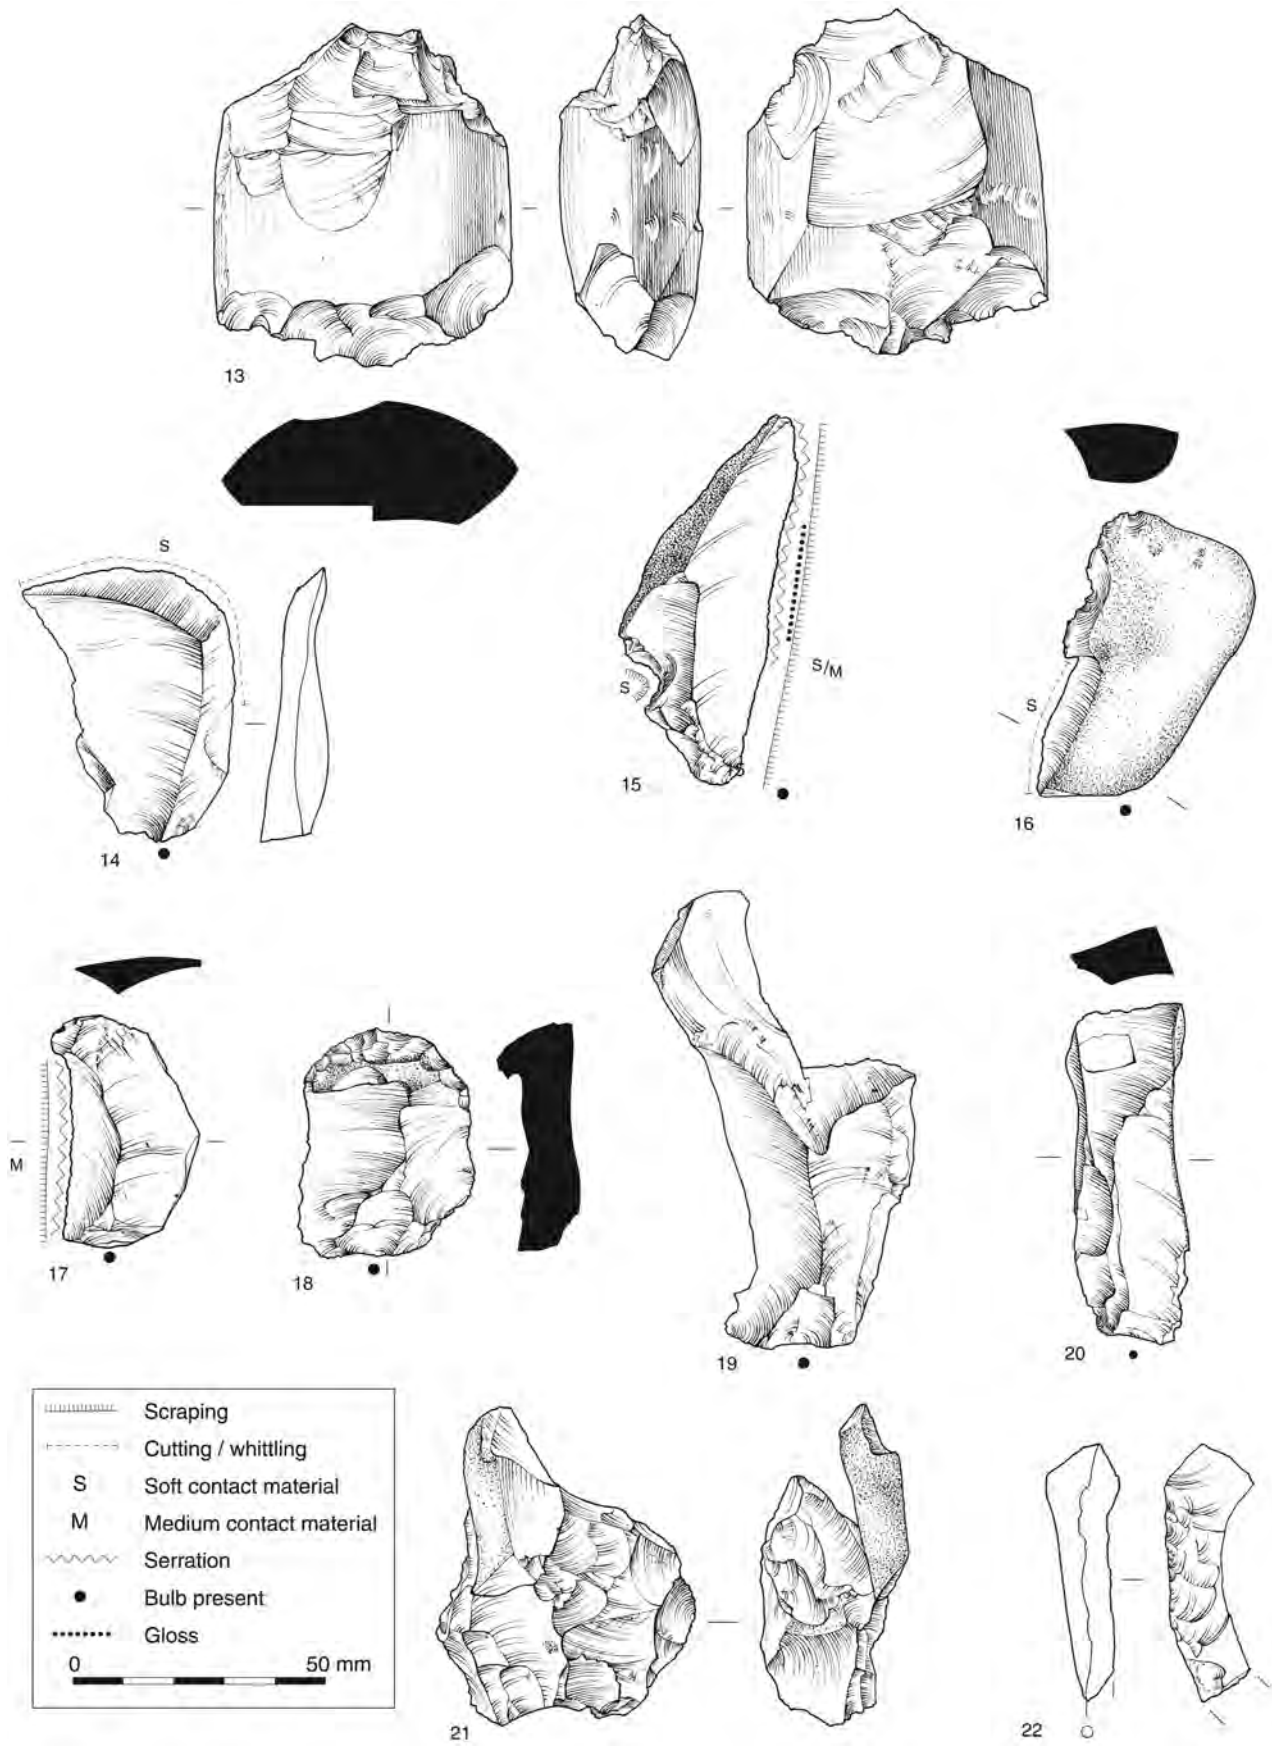 13
S
14
S
S/M
15
S
16
M
17
18
19
20
Scraping
Cutting / whittling
S Soft contact material
M Medium contact material
Serration
Bulb present
Gloss
0 50 mm
21
22